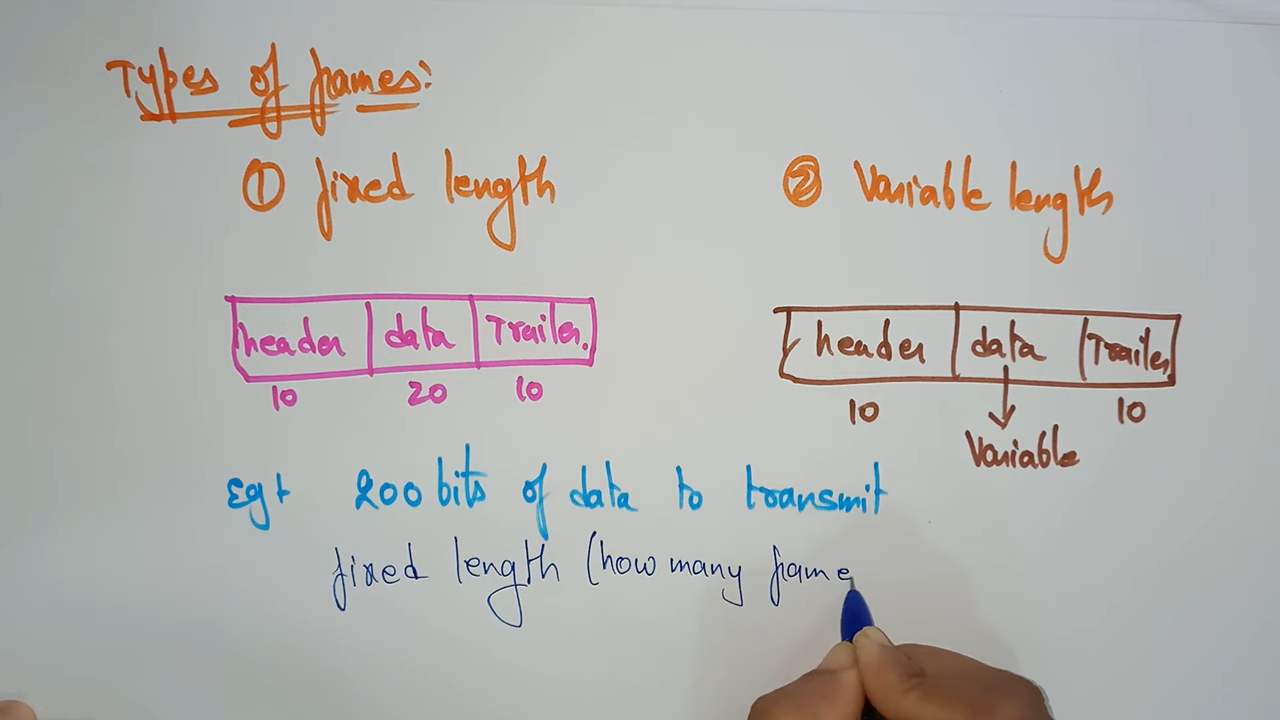 Types of frames:
① fixed length
② Variable length
header data Trailer.
10 20 10
header data Trailer
10 10
Variable
Eg:- 200 bits of data to transmit
fixed length (how many frame